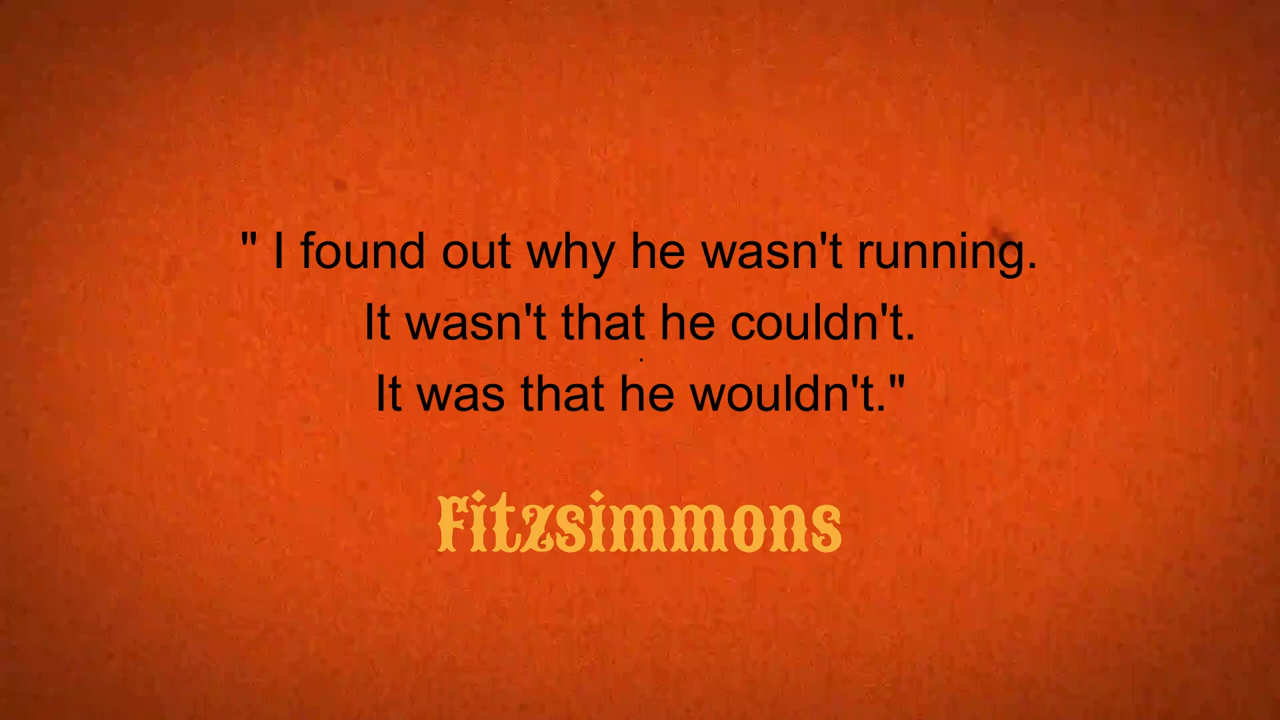 " I found out why he wasn't running.
It wasn't that he couldn't.
It was that he wouldn't."
Fitzsimmons